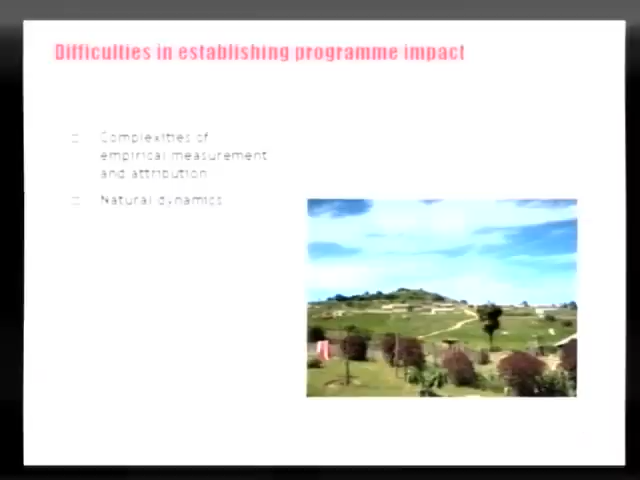 Difficulties in establishing programme impact
Complexities of
empirical measurement
and attribution
Natural dynamics